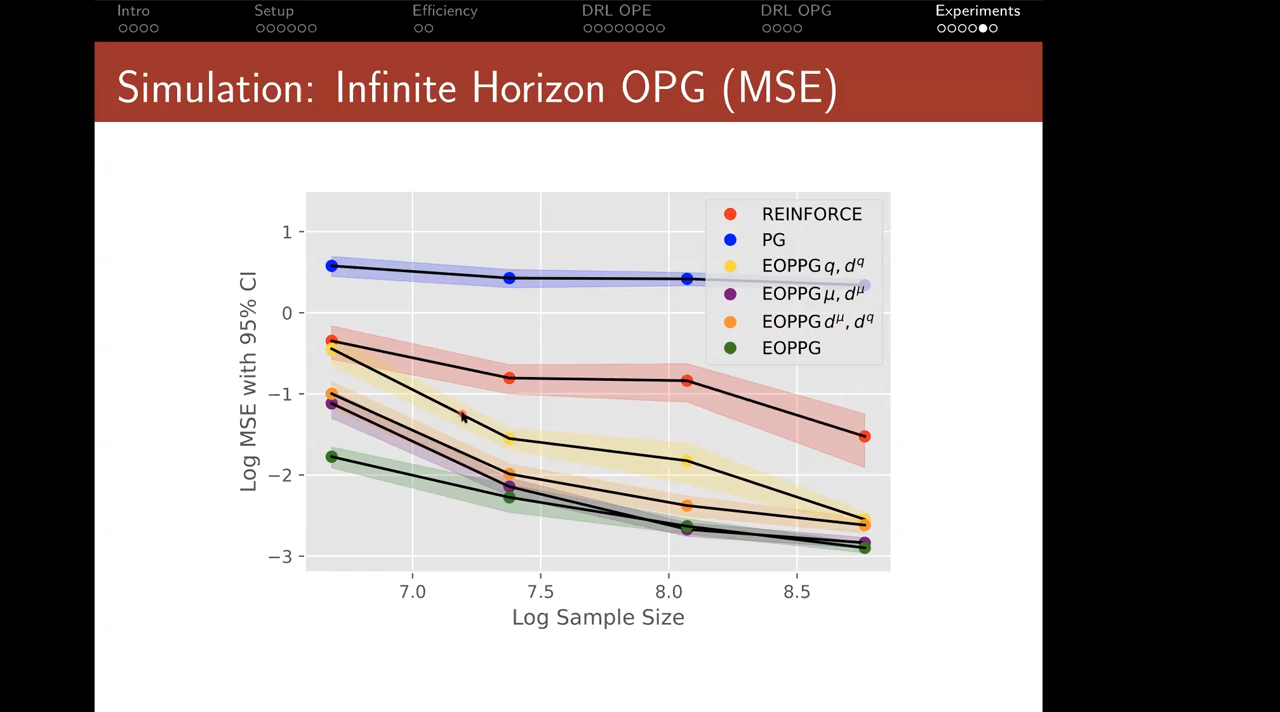 Intro Setup Efficiency DRL OPE DRL OPG Experiments
Simulation: Infinite Horizon OPG (MSE)
REINFORCE
PG
EOPPG q, d^q
EOPPG μ, d^μ
EOPPG d^μ, d^q
EOPPG
Log MSE with 95% CI
1
0
−1
−2
−3
7.0 7.5 8.0 8.5
Log Sample Size